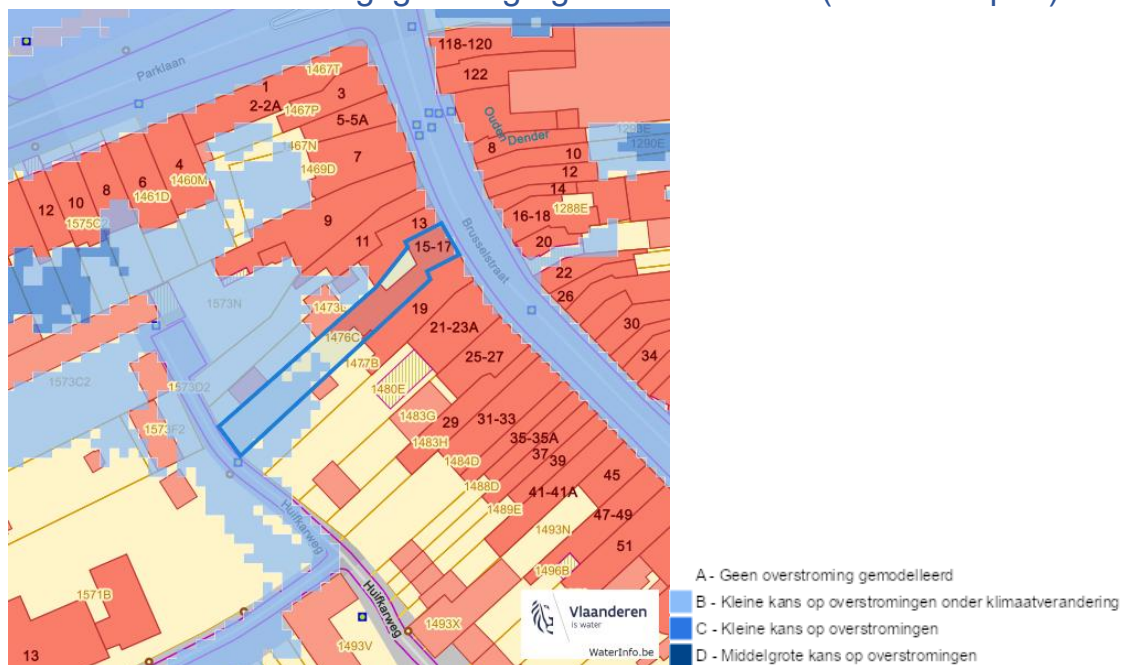 Parklaan
118-120
122
1467T
1
2-2A
1467P
3
5-5A
1467N
1469D
7
Ouden Dender
8
10
12
14
1293E
1290E
4
1460M
6
1461D
8
10
12
1575C2
9
16-18
1288E
20
13
15-17
11
Brusselstraat
22
26
30
34
1573N
1476C
19
21-23A
25-27
1477B
1480E
1573C2
1573D2
1573F2
1483G
29
1483H
31-33
35-35A
37
39
1484D
45
1488D
41-41A
1489E
47-49
1493N
51
1496B
Huifkarweg
Huifkarweg
1571B
13
1493X
1493V
Vlaanderen
is water
WaterInfo.be
A - Geen overstroming gemodelleerd
B - Kleine kans op overstromingen onder klimaatverandering
C - Kleine kans op overstromingen
D - Middelgrote kans op overstromingen